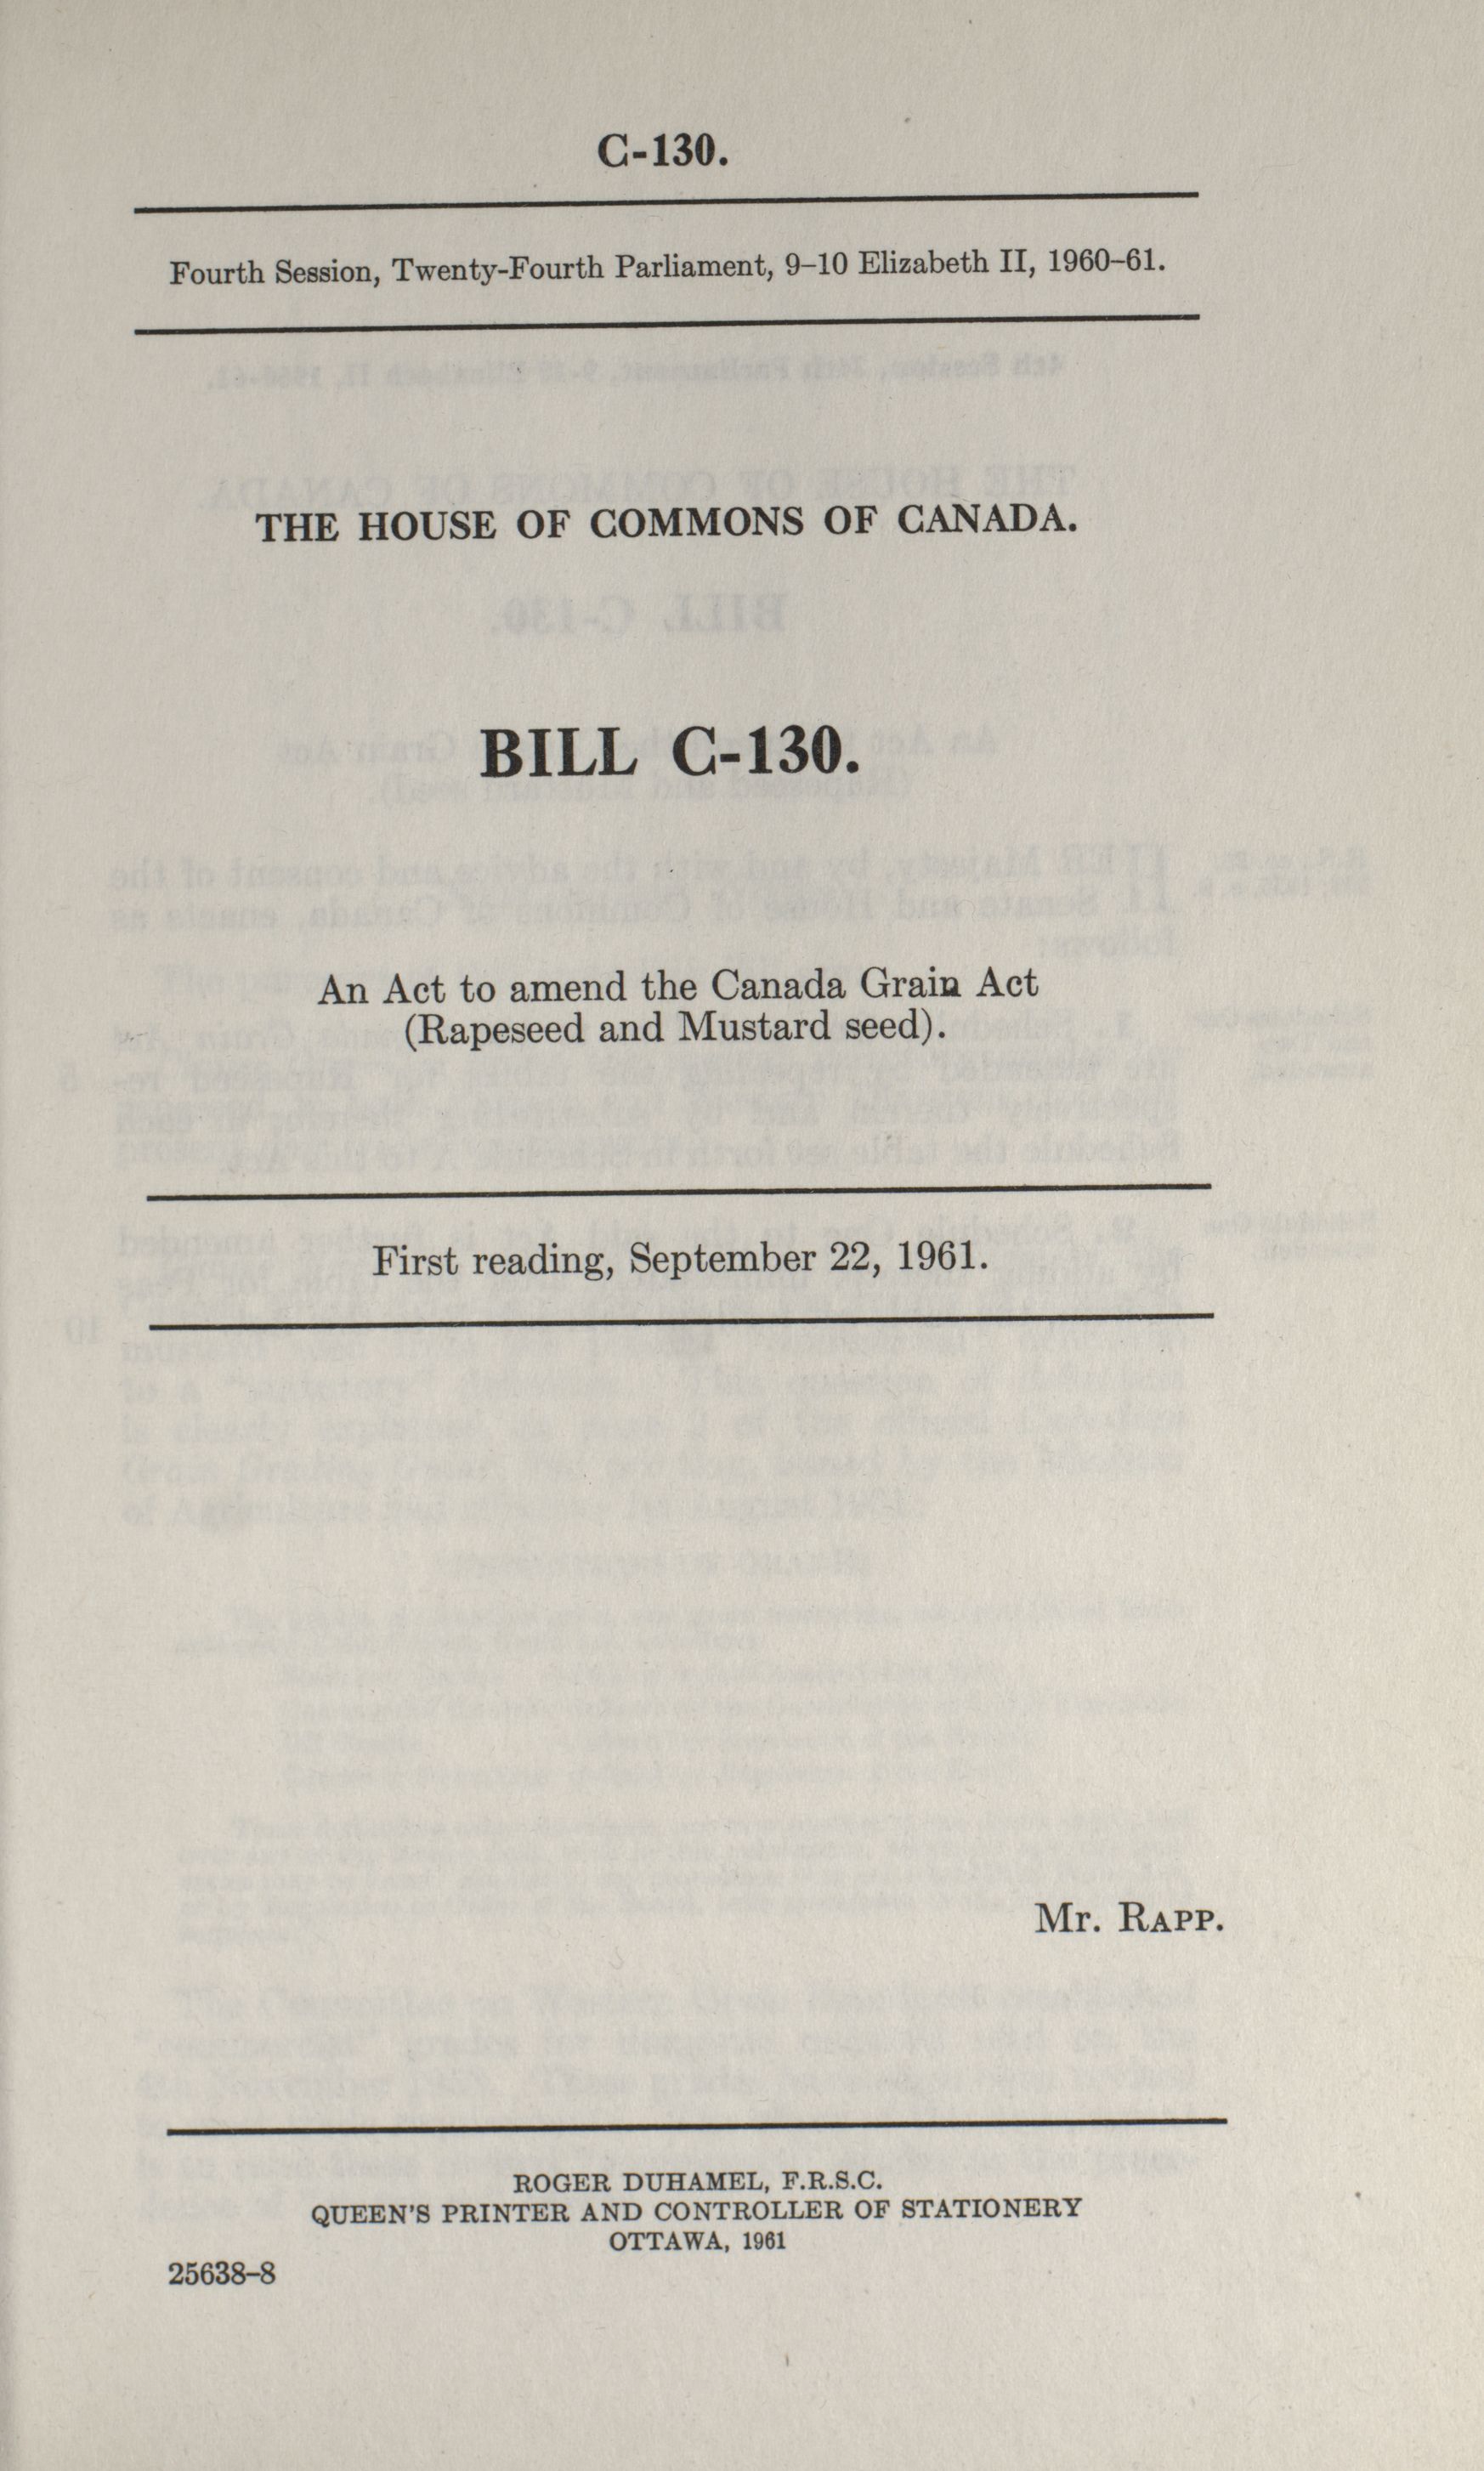 C-130.
Fourth Session, Twenty-Fourth Parliament, 9–10 Elizabeth II, 1960–61.
THE HOUSE OF COMMONS OF CANADA.
BILL C-130.
An Act to amend the Canada Grain Act
(Rapeseed and Mustard seed).
First reading, September 22, 1961.
Mr. RAPP.
ROGER DUHAMEL, F.R.S.C.
QUEEN'S PRINTER AND CONTROLLER OF STATIONERY
OTTAWA, 1961
25638–8